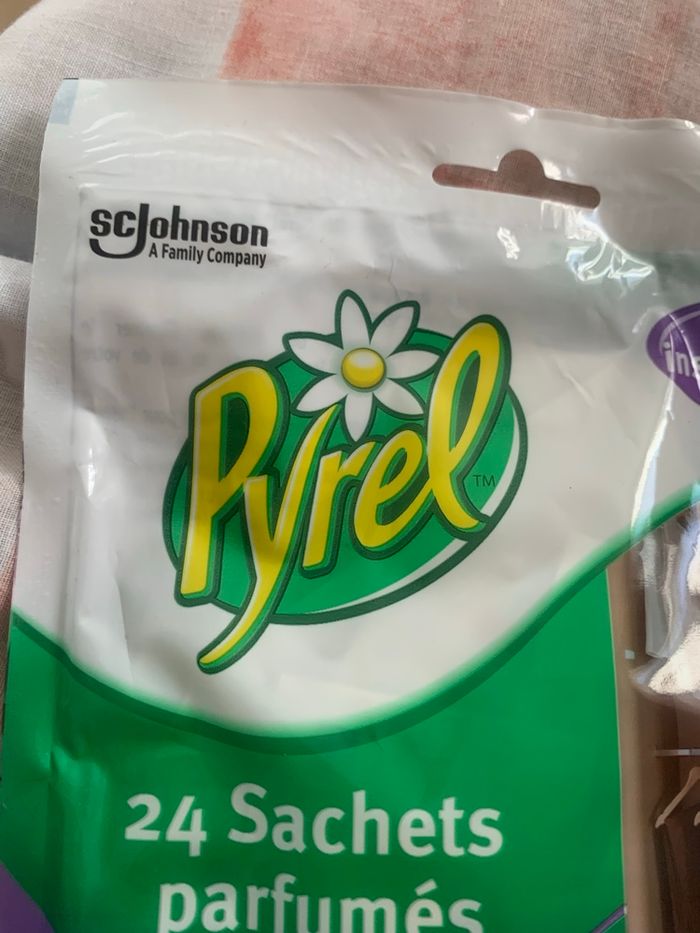 scJohnson
A Family Company
Pyrel
TM
24 Sachets
parfumés